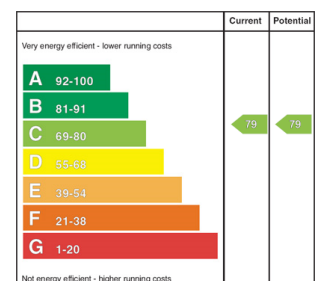 Current Potential
Very energy efficient - lower running costs
A 92-100
B 81-91
C 69-80 79 79
D 55-68
E 39-54
F 21-38
G 1-20
Not energy efficient - higher running costs